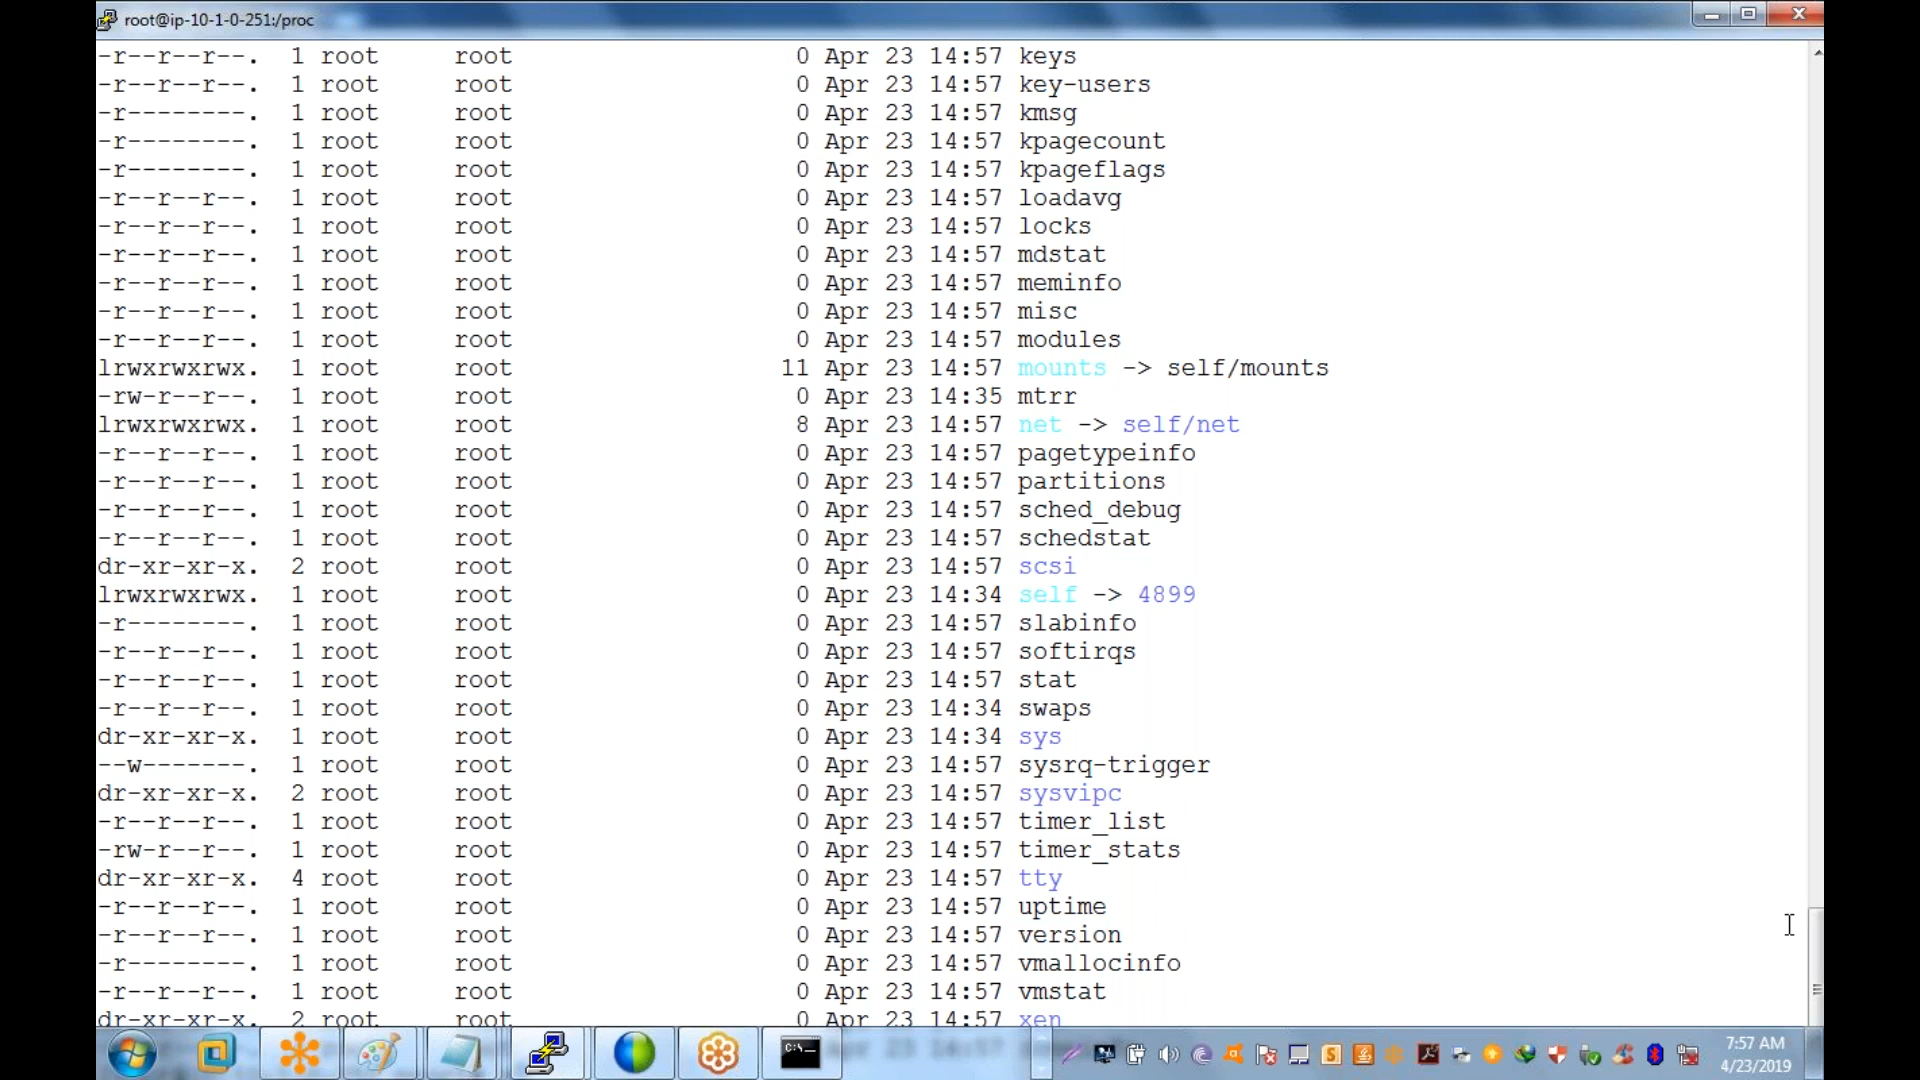 root@ip-10-1-0-251:/proc
-r--r--r--. 1 root root 0 Apr 23 14:57 keys
-r--r--r--. 1 root root 0 Apr 23 14:57 key-users
-r--------. 1 root root 0 Apr 23 14:57 kmsg
-r--------. 1 root root 0 Apr 23 14:57 kpagecount
-r--------. 1 root root 0 Apr 23 14:57 kpageflags
-r--r--r--. 1 root root 0 Apr 23 14:57 loadavg
-r--r--r--. 1 root root 0 Apr 23 14:57 locks
-r--r--r--. 1 root root 0 Apr 23 14:57 mdstat
-r--r--r--. 1 root root 0 Apr 23 14:57 meminfo
-r--r--r--. 1 root root 0 Apr 23 14:57 misc
-r--r--r--. 1 root root 0 Apr 23 14:57 modules
lrwxrwxrwx. 1 root root 11 Apr 23 14:57 mounts -> self/mounts
-rw-r--r--. 1 root root 0 Apr 23 14:35 mtrr
lrwxrwxrwx. 1 root root 8 Apr 23 14:57 net -> self/net
-r--r--r--. 1 root root 0 Apr 23 14:57 pagetypeinfo
-r--r--r--. 1 root root 0 Apr 23 14:57 partitions
-r--r--r--. 1 root root 0 Apr 23 14:57 sched_debug
-r--r--r--. 1 root root 0 Apr 23 14:57 schedstat
dr-xr-xr-x. 2 root root 0 Apr 23 14:57 scsi
lrwxrwxrwx. 1 root root 0 Apr 23 14:34 self -> 4899
-r--------. 1 root root 0 Apr 23 14:57 slabinfo
-r--r--r--. 1 root root 0 Apr 23 14:57 softirqs
-r--r--r--. 1 root root 0 Apr 23 14:57 stat
-r--r--r--. 1 root root 0 Apr 23 14:34 swaps
dr-xr-xr-x. 1 root root 0 Apr 23 14:34 sys
--w-------. 1 root root 0 Apr 23 14:57 sysrq-trigger
dr-xr-xr-x. 2 root root 0 Apr 23 14:57 sysvipc
-r--r--r--. 1 root root 0 Apr 23 14:57 timer_list
-rw-r--r--. 1 root root 0 Apr 23 14:57 timer_stats
dr-xr-xr-x. 4 root root 0 Apr 23 14:57 tty
-r--r--r--. 1 root root 0 Apr 23 14:57 uptime
-r--r--r--. 1 root root 0 Apr 23 14:57 version
-r--------. 1 root root 0 Apr 23 14:57 vmallocinfo
-r--r--r--. 1 root root 0 Apr 23 14:57 vmstat
dr-xr-xr-x. 2 root root 0 Apr 23 14:57 xen
7:57 AM
4/23/2019